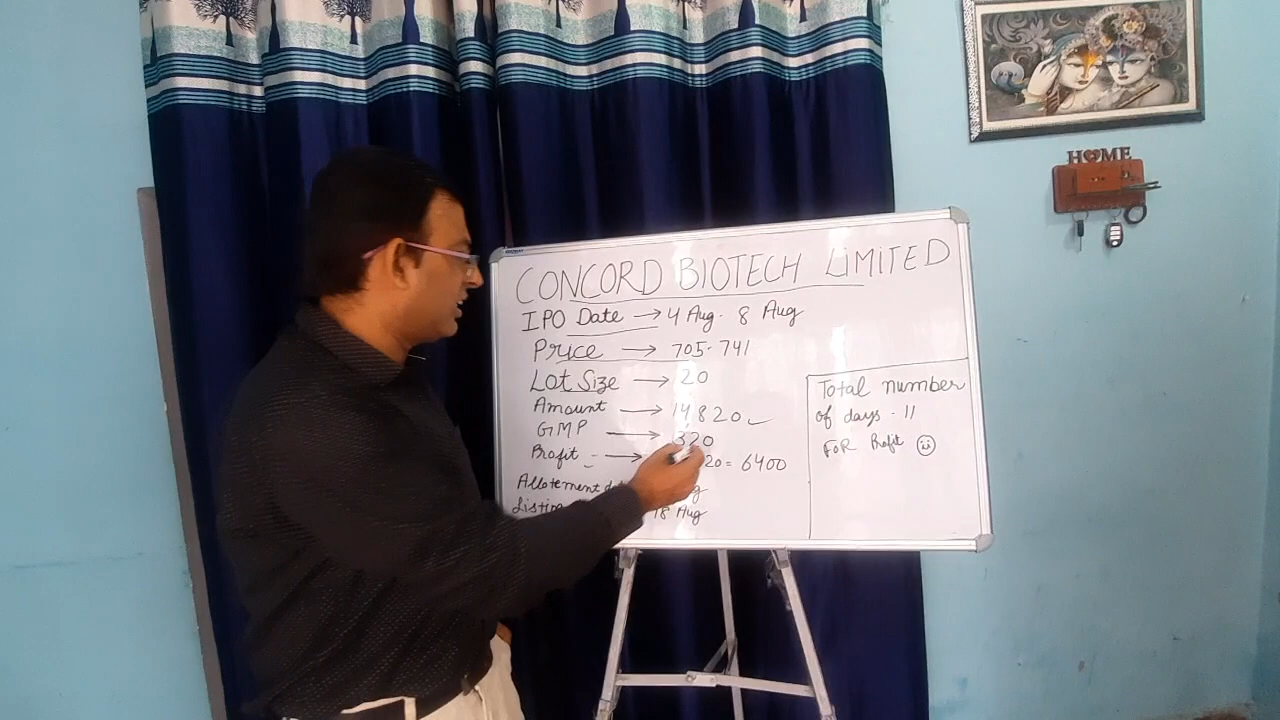 CONCORD BIOTECH LIMITED
IPO Date → 4 Aug - 8 Aug
Price → 705-741
Lot Size → 20
Amount → 14820
GMP → 320
Profit → 20 = 6400
Allotement
Listing 18 Aug
Total number
of days - 11
FOR Profit
HOME